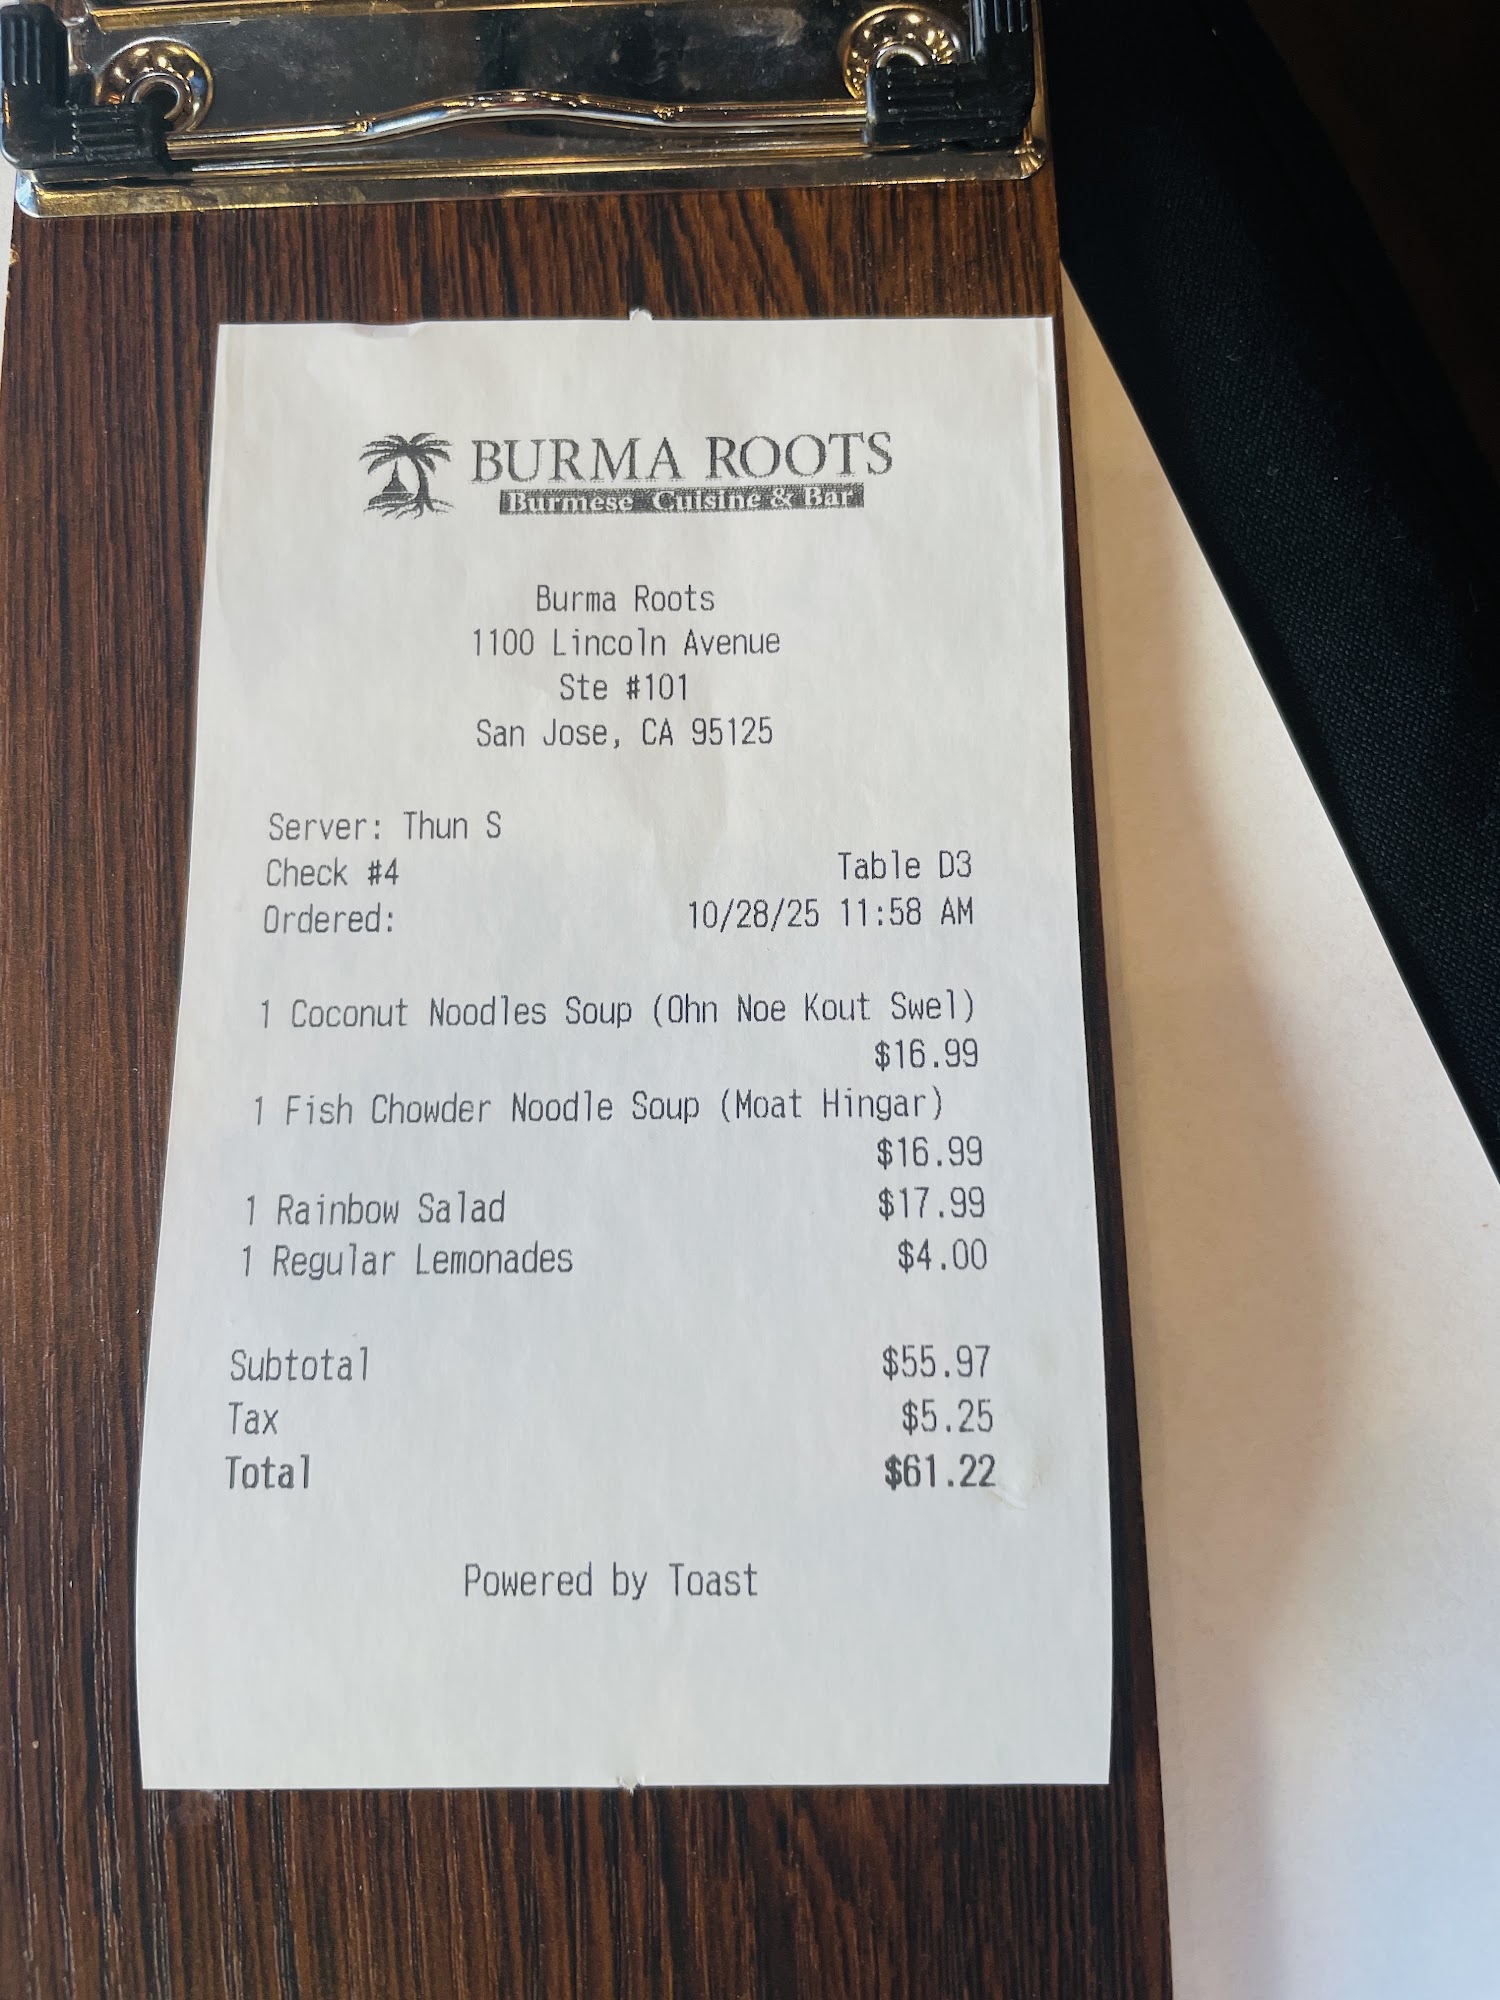 BURMA ROOTS
Burmese Cuisine & Bar
Burma Roots
1100 Lincoln Avenue
Ste #101
San Jose, CA 95125
Server: Thun S
Check #4 Table D3
Ordered: 10/28/25 11:58 AM
1 Coconut Noodles Soup (Ohn Noe Kout Swel)
$16.99
1 Fish Chowder Noodle Soup (Moat Hingar)
$16.99
1 Rainbow Salad $17.99
1 Regular Lemonades $4.00
Subtotal $55.97
Tax $5.25
Total $61.22
Powered by Toast